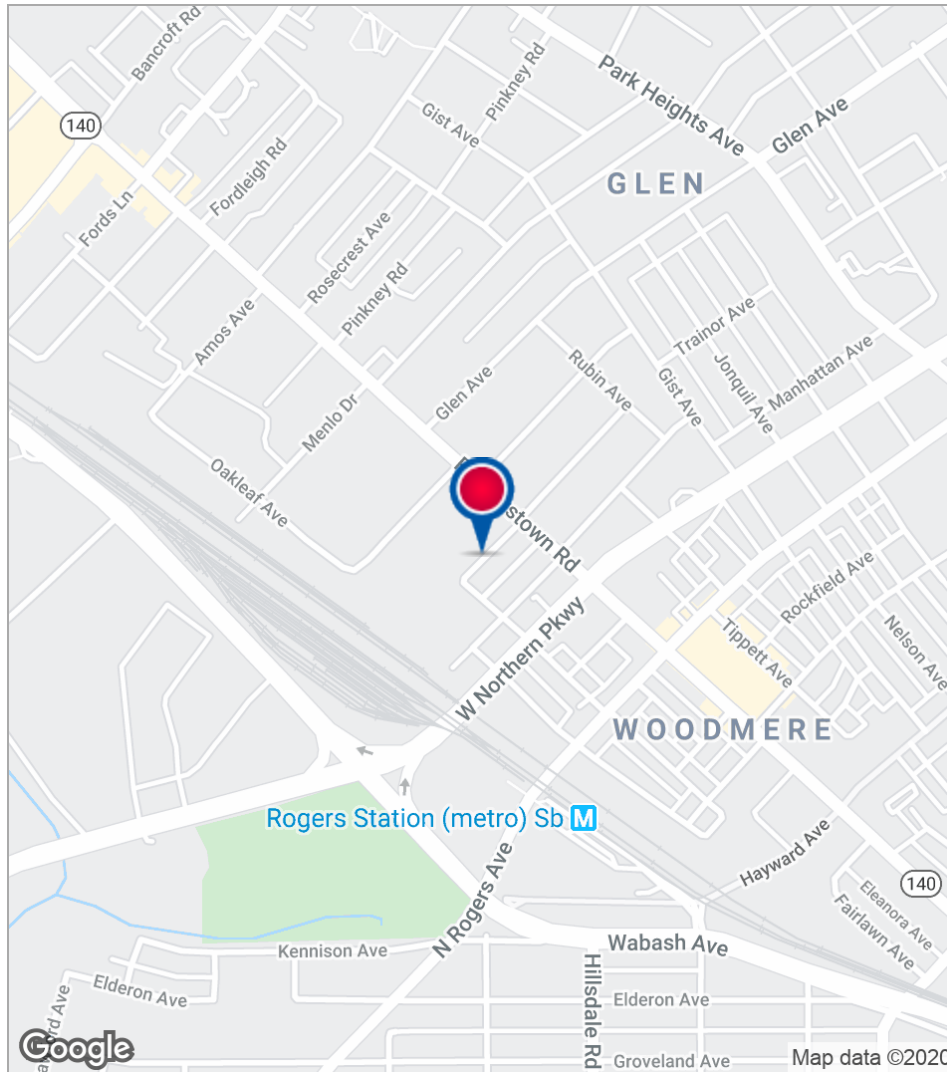 Bancroft Rd
140
Fords Ln
Fordleigh Rd
Gist Ave
Pinkney Rd
Park Heights Ave
Glen Ave
GLEN
Rosecrest Ave
Pinkney Rd
Amos Ave
Menlo Dr
Glen Ave
Rubin Ave
Trainor Ave
Gist Ave
Jonquil Ave
Manhattan Ave
Oakleaf Ave
stown Rd
W Northern Pkwy
Rockfield Ave
Tippett Ave
Nelson Ave
WOODMERE
Rogers Station (metro) Sb M
N Rogers Ave
Hayward Ave
140
Eleanora Ave
Fairlawn Ave
Kennison Ave
Wabash Ave
Elderon Ave
Hillsdale Rd
Elderon Ave
Groveland Ave
Google
Map data ©2020